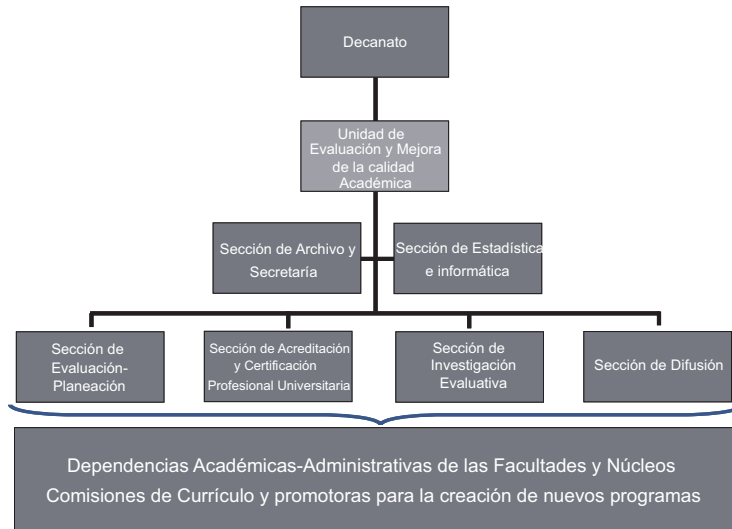 Decanato
Unidad de
Evaluación y Mejora
de la calidad
Académica
Sección de Archivo y
Secretaría
Sección de Estadística
e informática
Sección de
Evaluación-
Planeación
Sección de Acreditación
y Certificación
Profesional Universitaria
Sección de
Investigación
Evaluativa
Sección de Difusión
Dependencias Académicas-Administrativas de las Facultades y Núcleos
Comisiones de Currículo y promotoras para la creación de nuevos programas